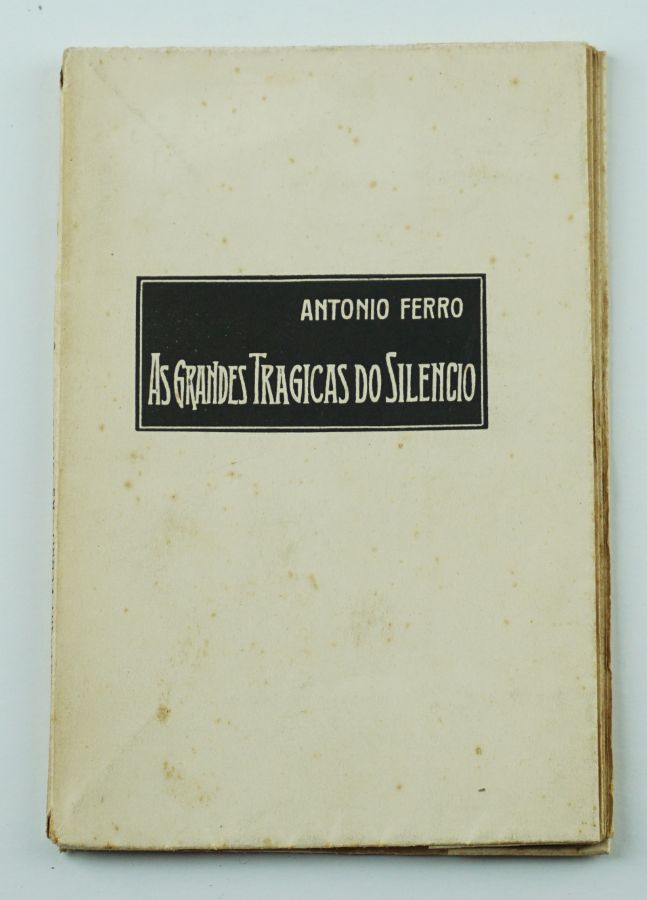 ANTONIO FERRO
AS GRANDES TRAGICAS DO SILENCIO